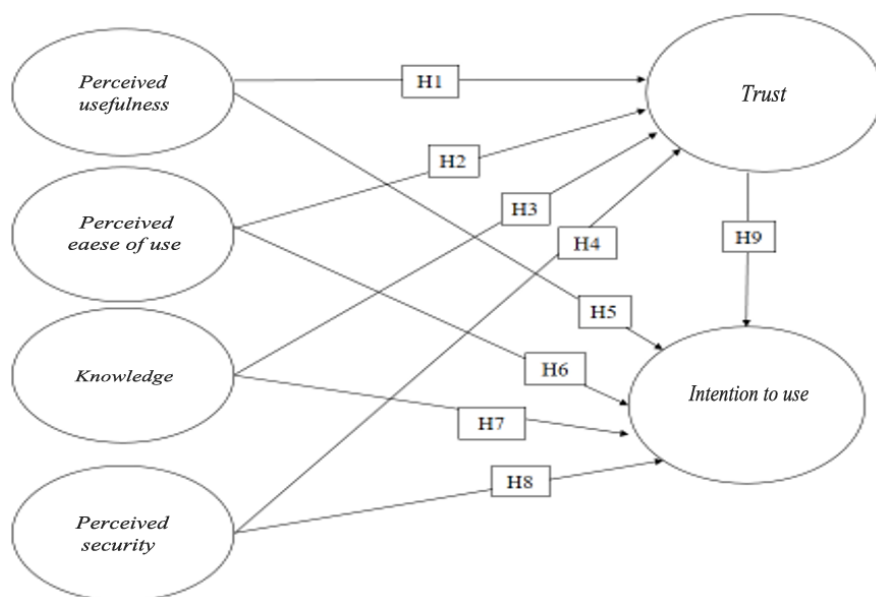 Perceived
usefulness
H1
Trust
H2
Perceived
eaese of use
H3
H4
H9
H5
Knowledge
H6
Intention to use
H7
H8
Perceived
security